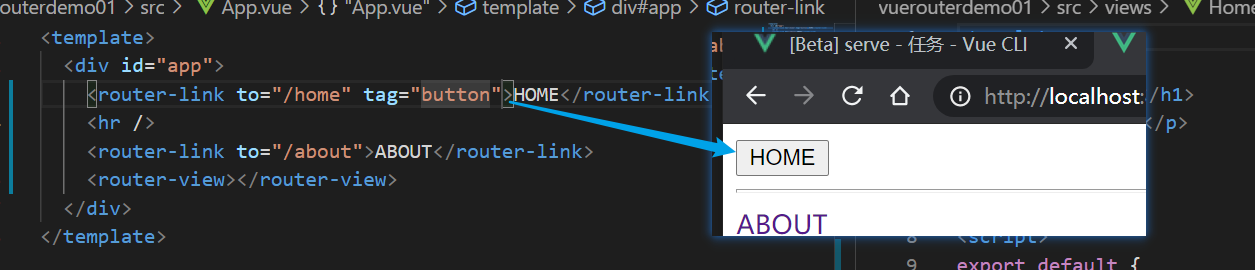 outerdemo01 > src > App.vue > {} "App.vue" > template > div#app > router-link
vuerouterdemo01 > src > views > Hom
<template>
<div id="app">
<router-link to="/home" tag="button">HOME</router-link
<hr />
<router-link to="/about">ABOUT</router-link>
<router-view></router-view>
</div>
</template>
[Beta] serve - 任务 - Vue CLI
http://localhost:
/h1>
</p>
HOME
ABOUT
8 <script>
9 export default {